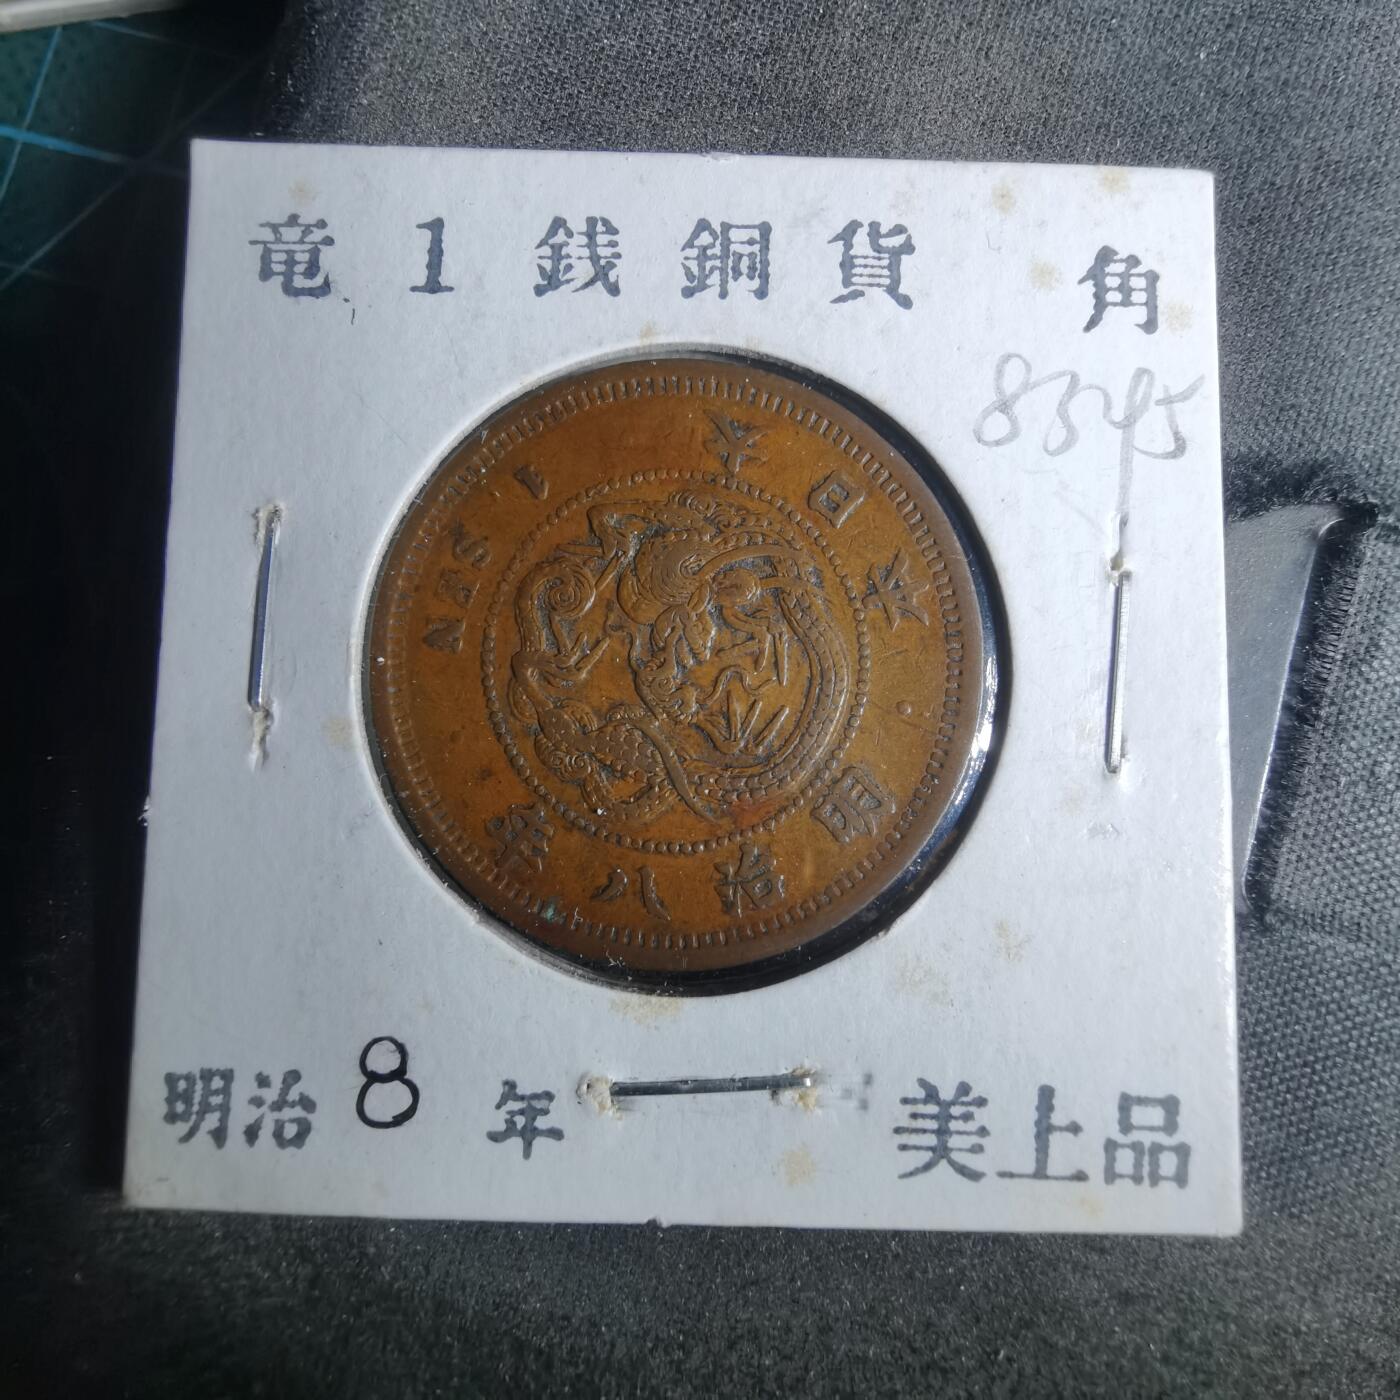 竜1銭銅貨 角
8345
大日本・明治八年・1 SEN・
明治8年 美上品